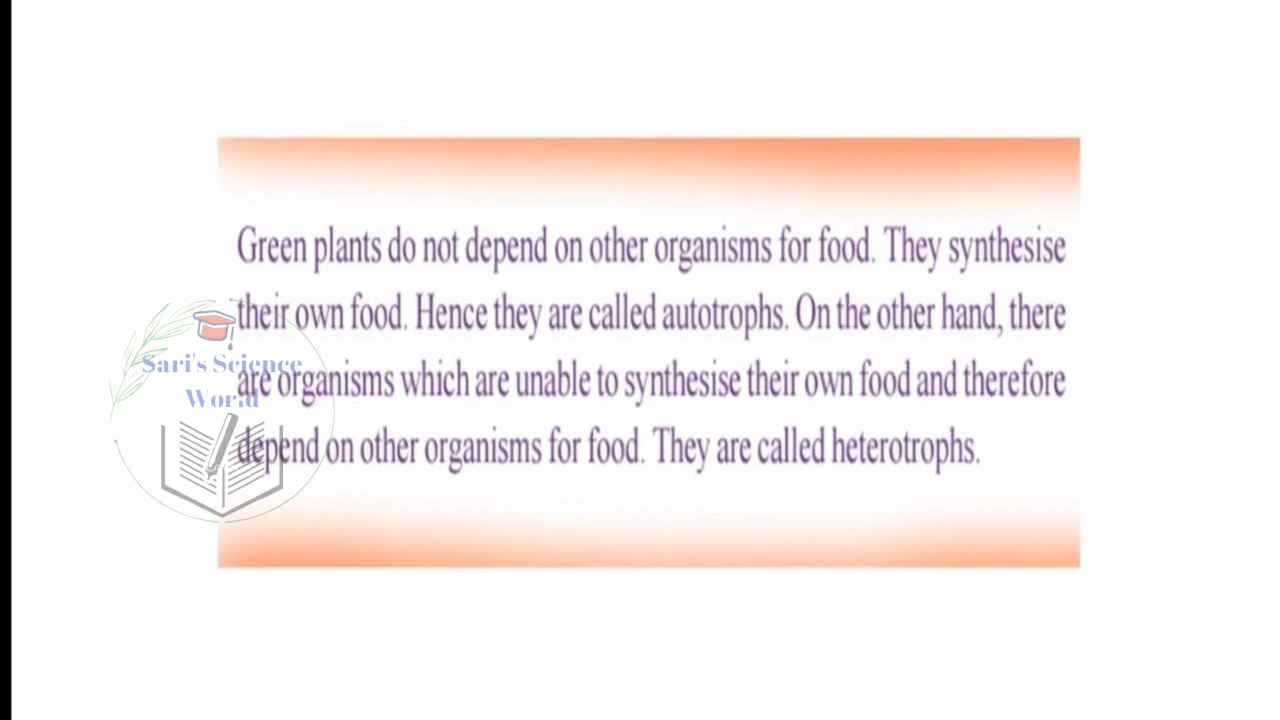 Green plants do not depend on other organisms for food. They synthesise
their own food. Hence they are called autotrophs. On the other hand, there
are organisms which are unable to synthesise their own food and therefore
depend on other organisms for food. They are called heterotrophs.
Sari's Science
World